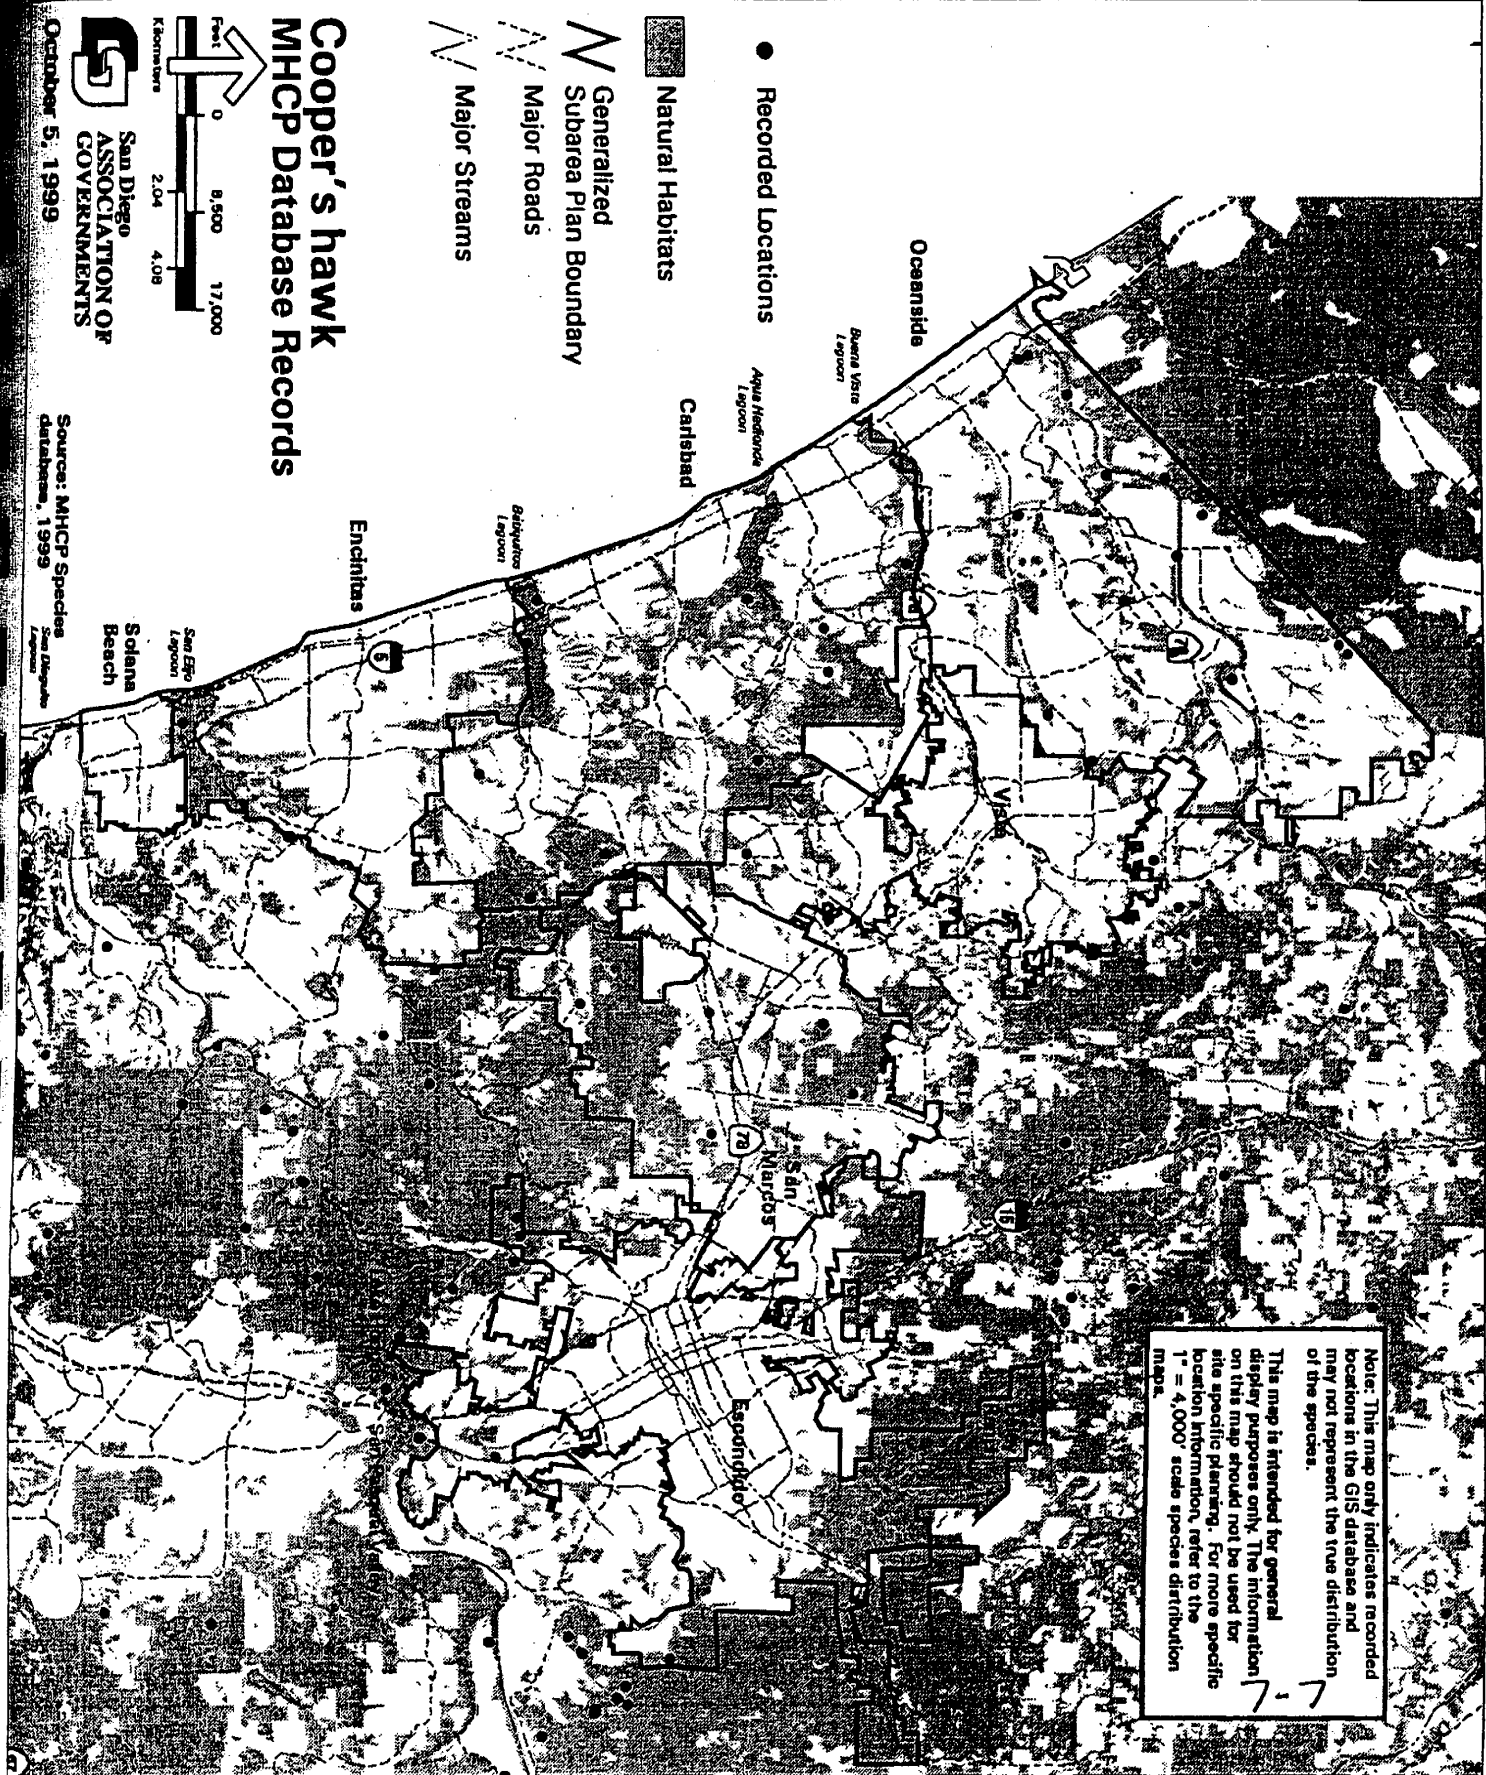 Note: This map only indicates recorded
locations in the GIS database and
may not represent the true distribution
of the species.
This map is intended for general
display purposes only. The information
on this map should not be used for
site specific planning. For more specific
location information, refer to the
1" = 4,000' scale species distribution
maps.
7-7
Recorded Locations
Natural Habitats
Generalized
Subarea Plan Boundary
Major Roads
Major Streams
Cooper's hawk
MHCP Database Records
Feet
0
8,500
17,000
Kilometers
2.04
4.08
San Diego
ASSOCIATION OF
GOVERNMENTS
October 5, 1999
Source: MHCP Species
database, 1999
Oceanside
Buena Vista
Lagoon
Agua Hedionda
Lagoon
Carlsbad
Batiquitos
Lagoon
Encinitas
San Elijo
Lagoon
Solana
Beach
San Dieguito
Lagoon
Vista
San
Marcos
Escondido
76
78
78
5
15